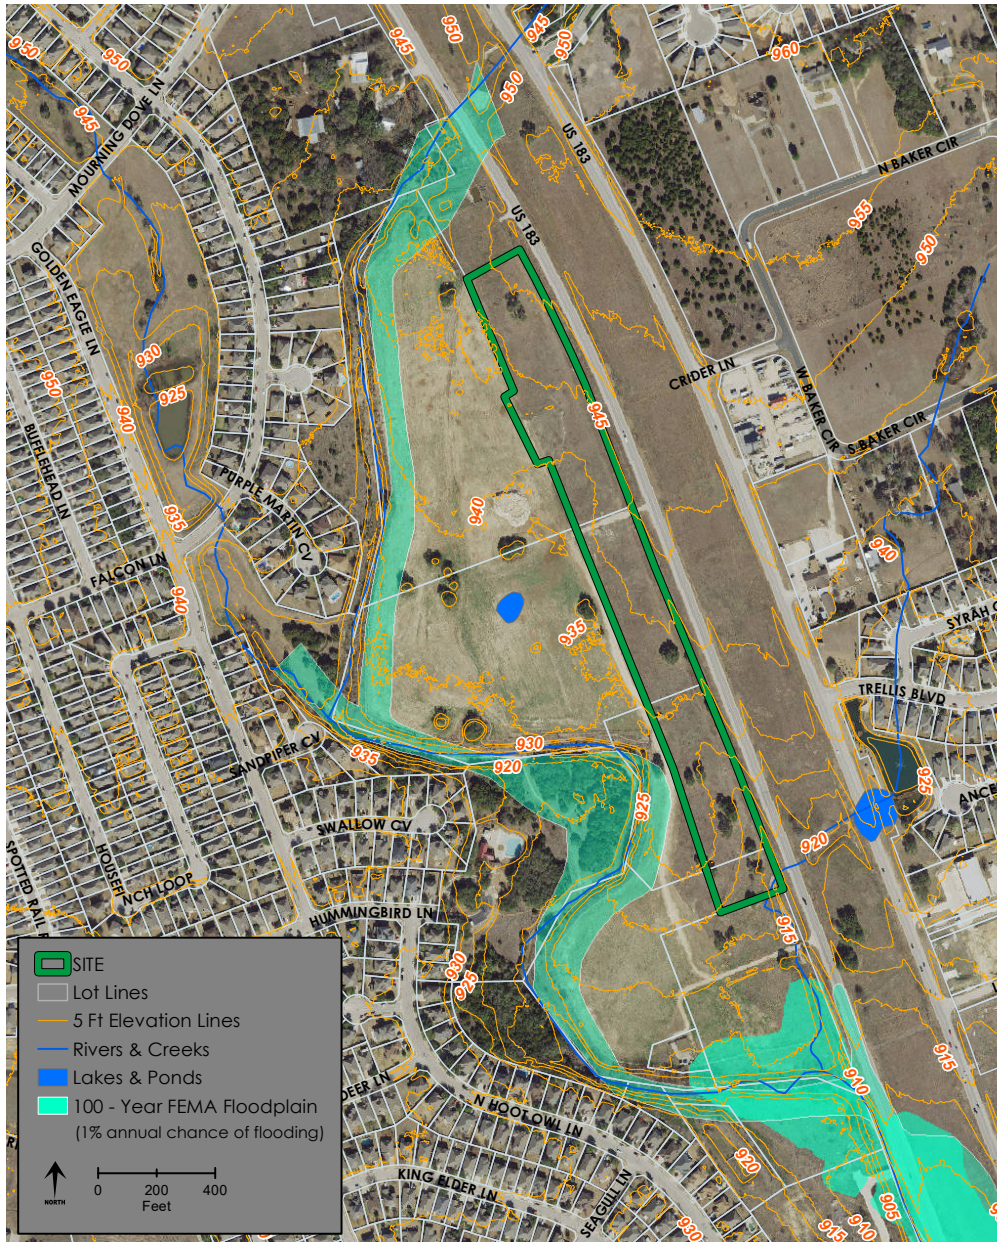 950
945
950
945
950
950
960
950
945
MOURNING DOVE LN
US 183
N BAKER CIR
955
950
US 183
GOLDEN EAGLE LN
930
925
950
940
CRIDER LN
W BAKER CIR
945
S BAKER CIR
BUFFLEHEAD LN
PURPLE MARTIN CV
940
935
940
FALCON LN
940
935
SYRAH
TRELLIS BLVD
SANDPIPER CV
935
930
920
925
925
920
SWALLOW CV
SPOTTED RAIL
HOUSEF
NCH LOOP
HUMMINGBIRD LN
915
930
925
SITE
Lot Lines
5 Ft Elevation Lines
Rivers & Creeks
Lakes & Ponds
100 - Year FEMA Floodplain
(1% annual chance of flooding)
NORTH
0 200 400
Feet
DEER LN
N HOOT OWL LN
910
915
920
KING ELDER LN
SEAGULL LN
930
915
910
905